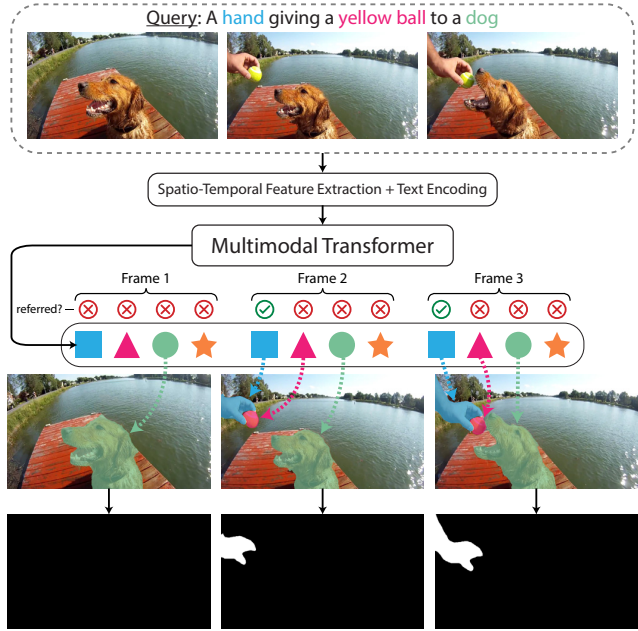 Query: A hand giving a yellow ball to a dog
Spatio-Temporal Feature Extraction + Text Encoding
Multimodal Transformer
Frame 1 Frame 2 Frame 3
referred?